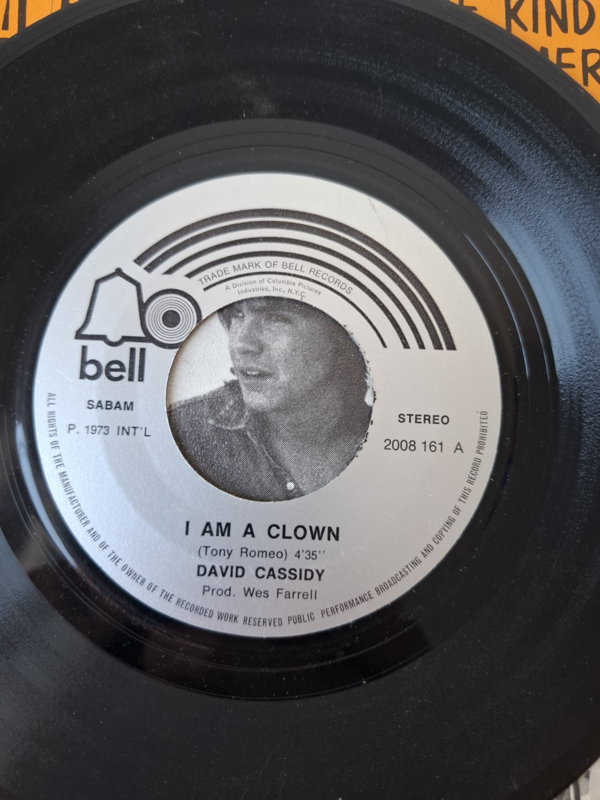 KIND
TRADE MARK OF BELL RECORDS
A Division of Columbia Pictures
Industries, Inc., N.Y.C.
bell
SABAM
P. 1973 INT'L
STEREO
2008 161 A
I AM A CLOWN
(Tony Romeo) 4'35''
DAVID CASSIDY
Prod. Wes Farrell
ALL RIGHTS OF THE MANUFACTURER AND OF THE OWNER OF THE RECORDED WORK RESERVED PUBLIC PERFORMANCE BROADCASTING AND COPYING OF THIS RECORD PROHIBITED